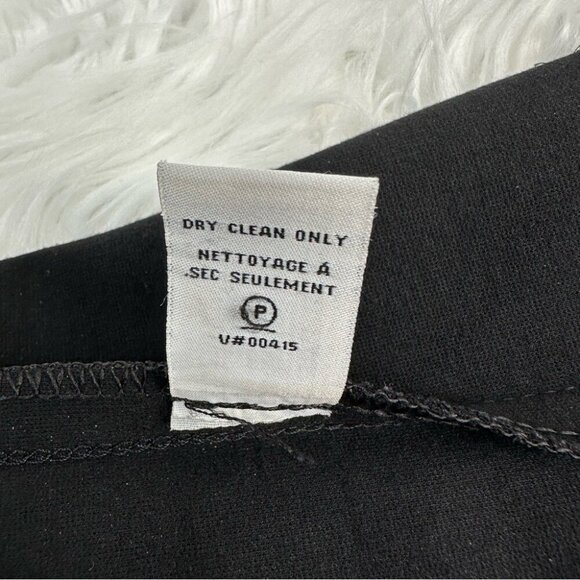 DRY CLEAN ONLY
NETTOYAGE Á
.SEC SEULEMENT
P
V#00415